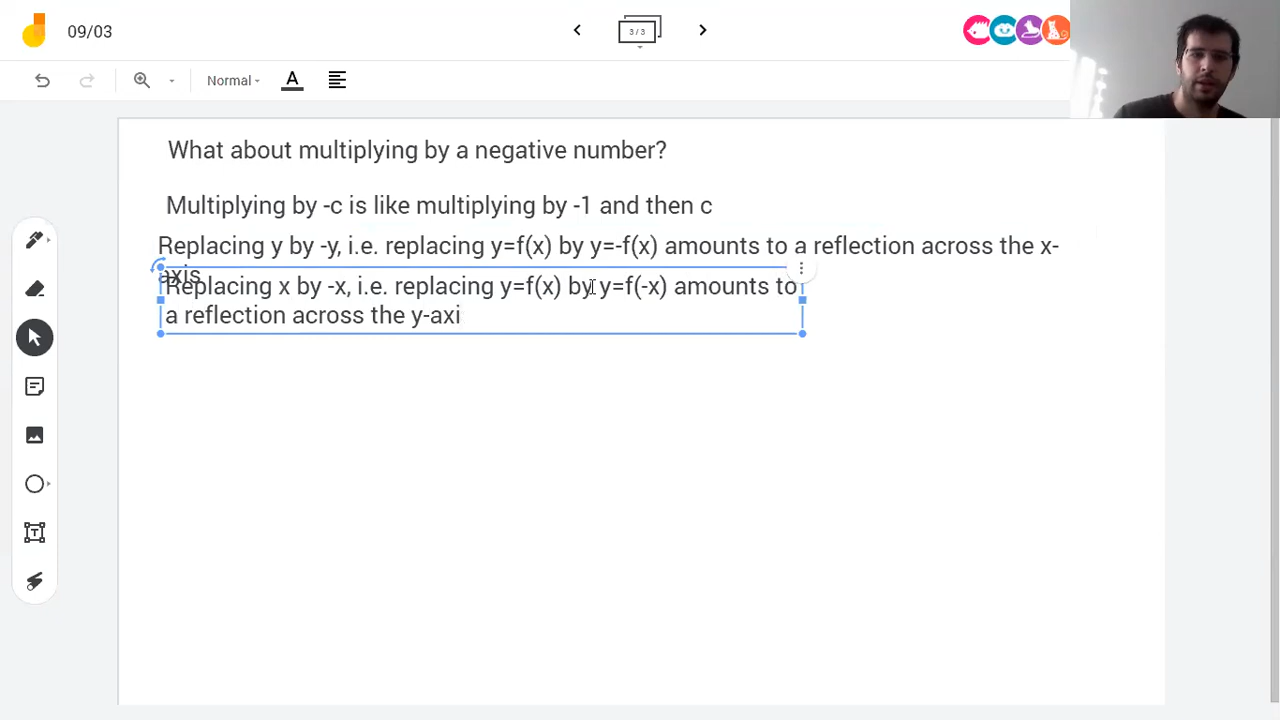 09/03
3 / 3
Normal
A
What about multiplying by a negative number?
Multiplying by -c is like multiplying by -1 and then c
Replacing y by -y, i.e. replacing y=f(x) by y=-f(x) amounts to a reflection across the x-
axis
Replacing x by -x, i.e. replacing y=f(x) by y=f(-x) amounts to
a reflection across the y-axi
T